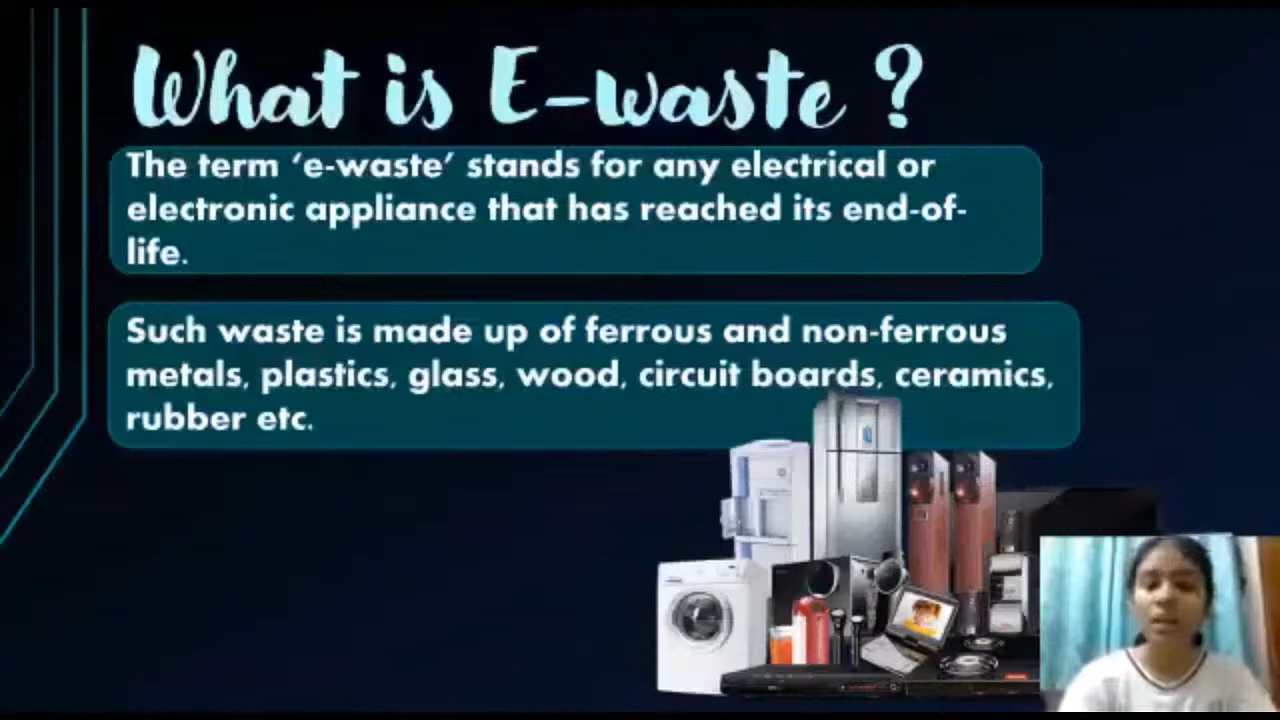 What is E-waste ?
The term ‘e-waste’ stands for any electrical or
electronic appliance that has reached its end-of-
life.
Such waste is made up of ferrous and non-ferrous
metals, plastics, glass, wood, circuit boards, ceramics,
rubber etc.